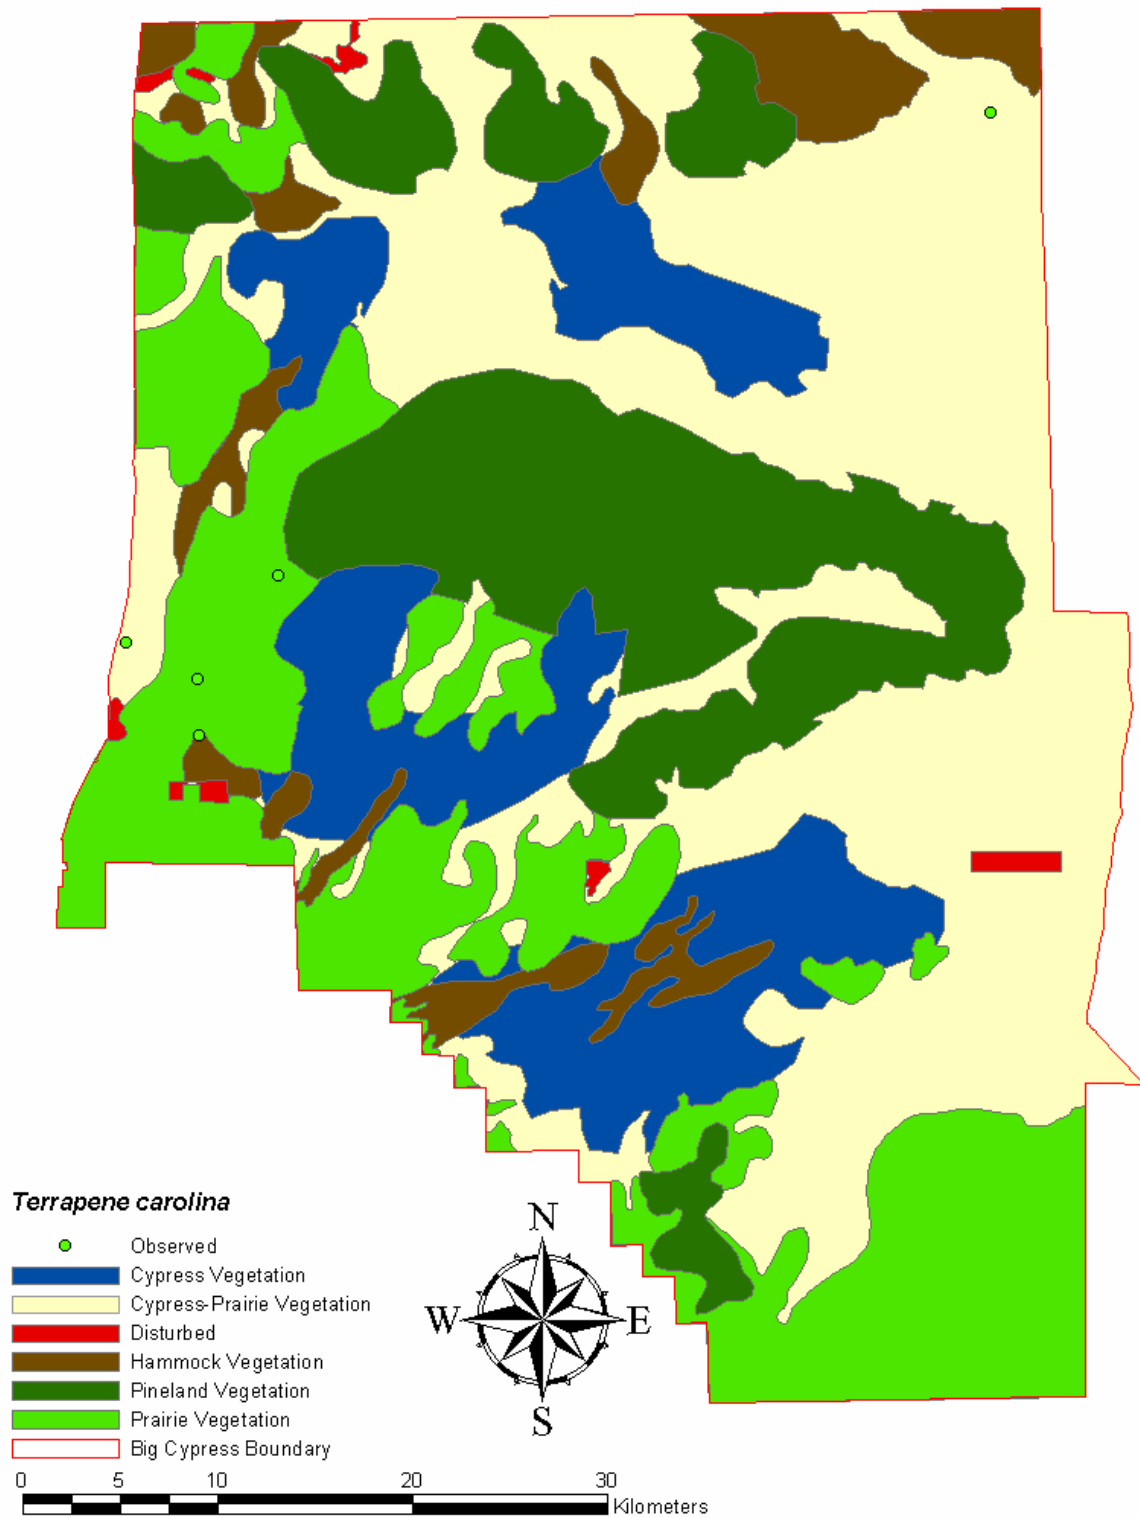 Terrapene carolina
Observed
Cypress Vegetation
Cypress-Prairie Vegetation
Disturbed
Hammock Vegetation
Pineland Vegetation
Prairie Vegetation
Big Cypress Boundary
N
W E
S
0 5 10 20 30
Kilometers